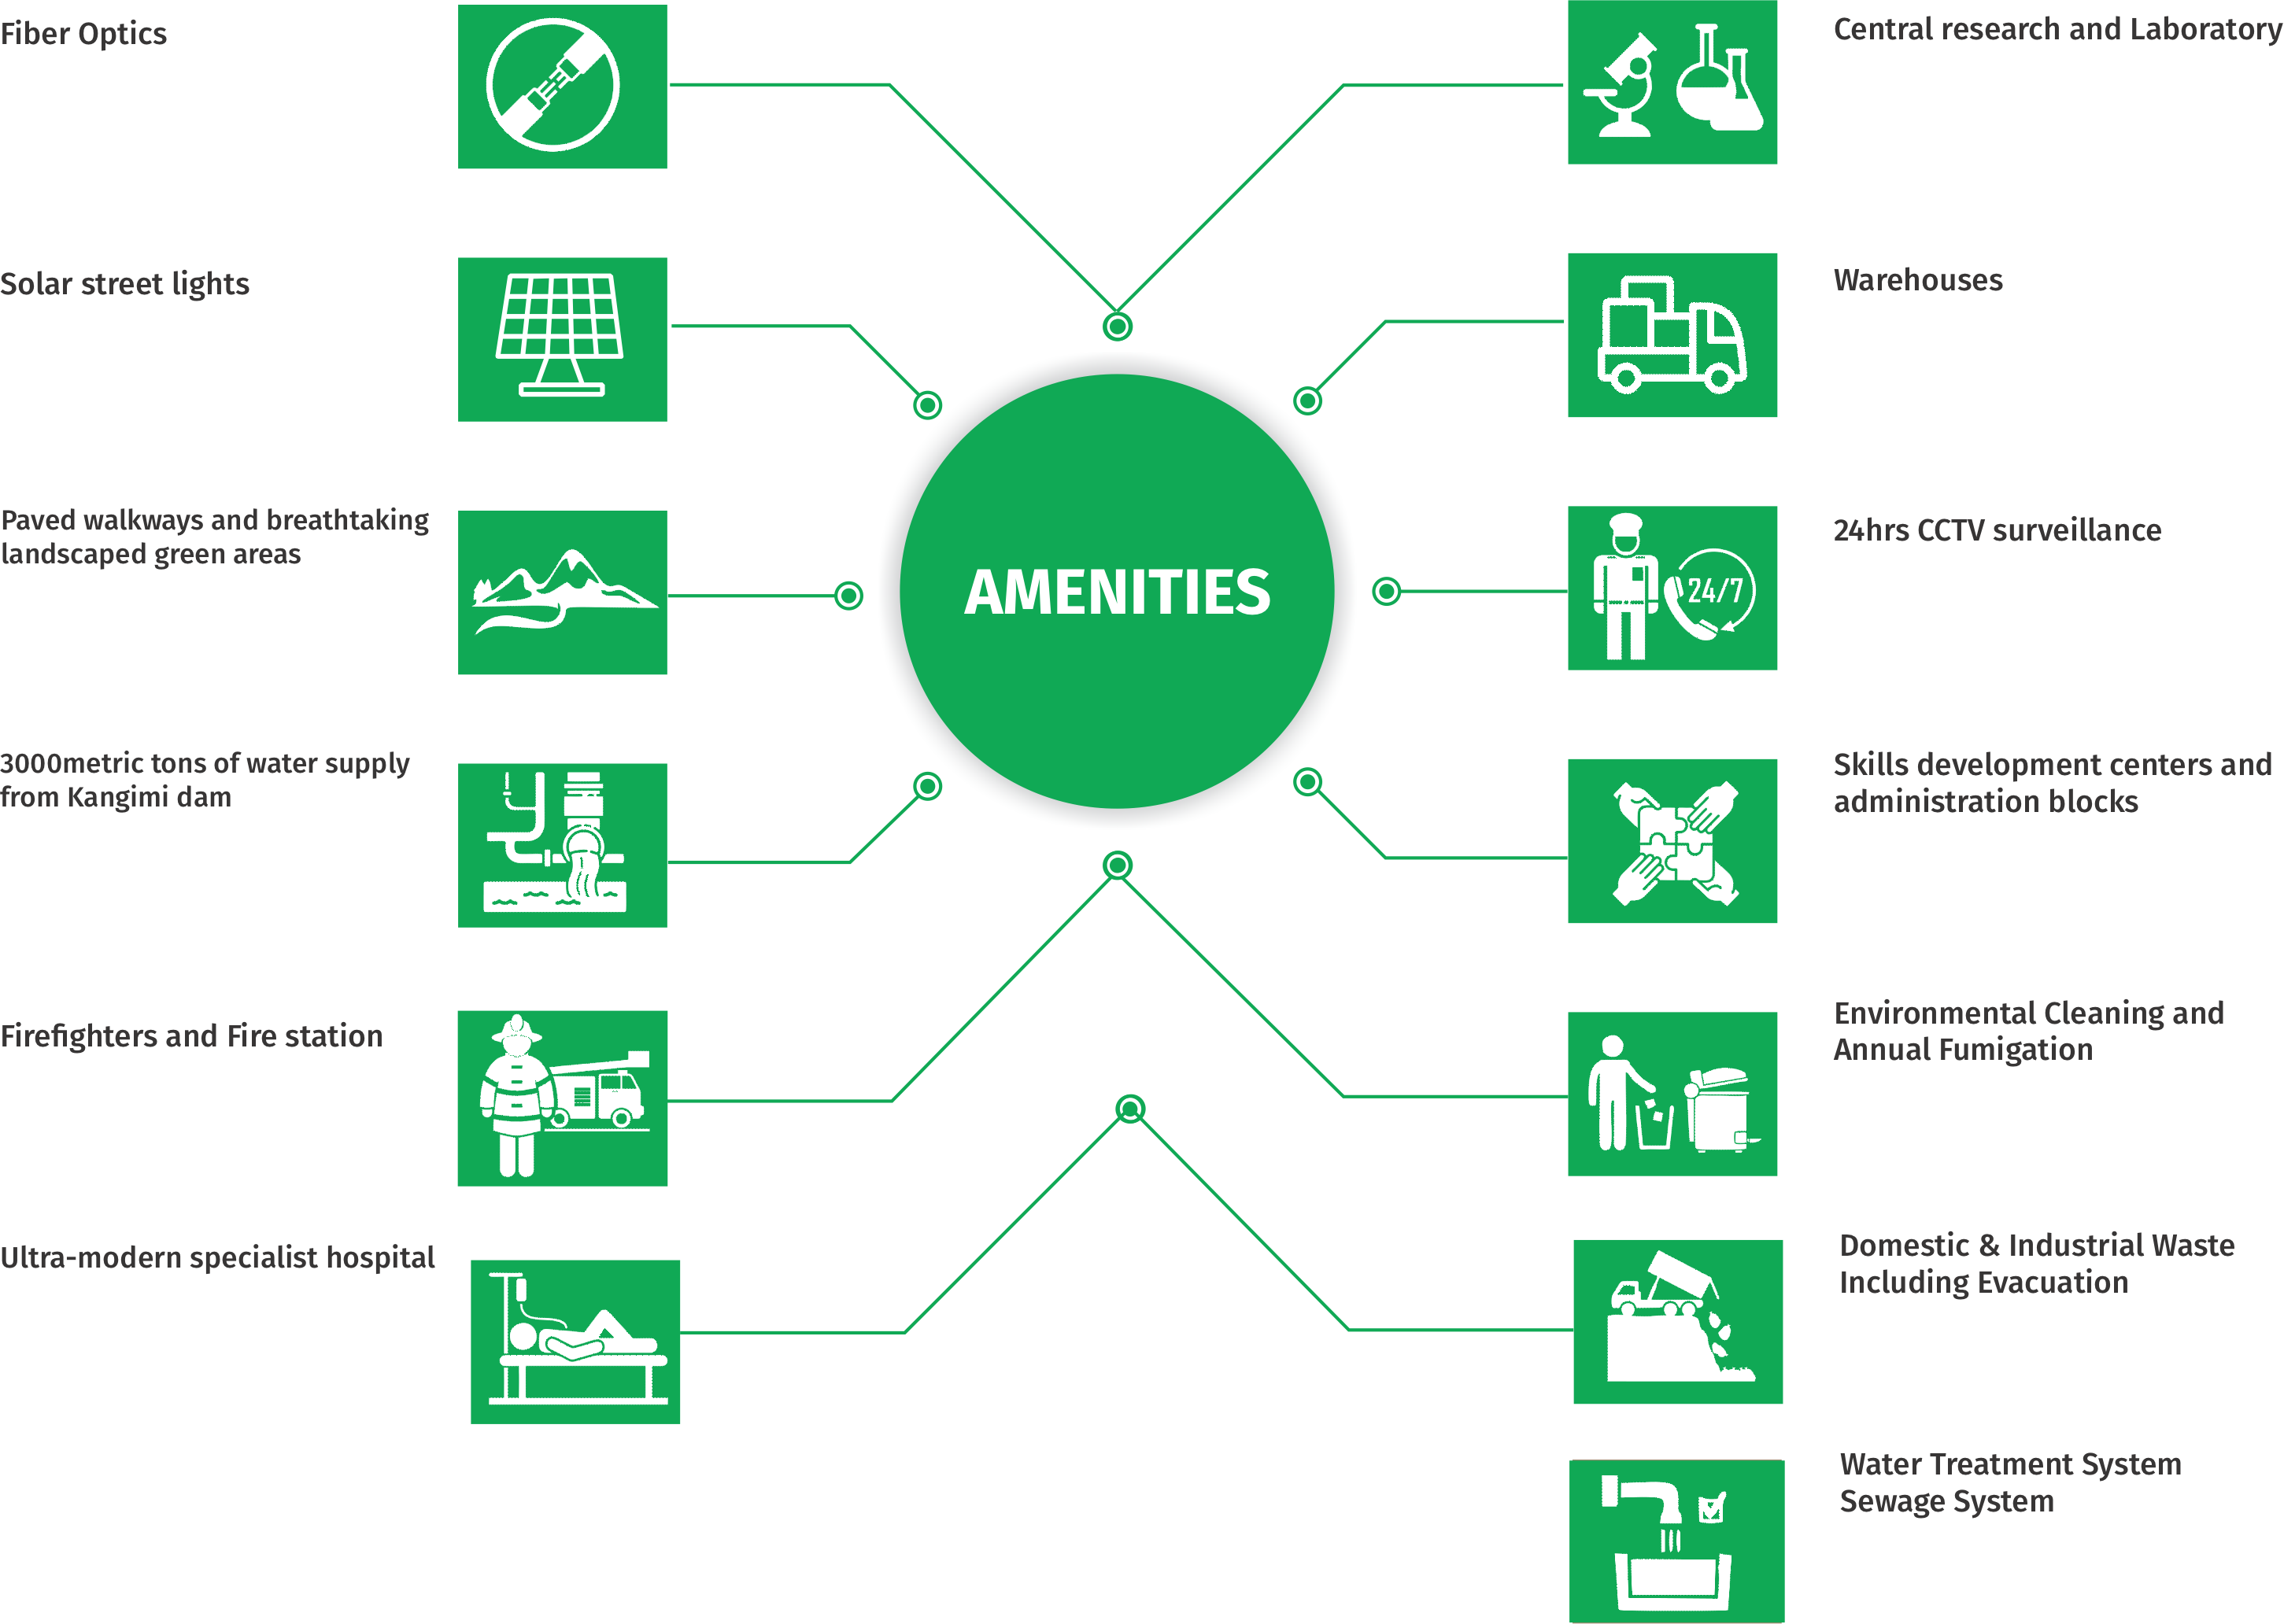 Fiber Optics
Solar street lights
Paved walkways and breathtaking
landscaped green areas
3000metric tons of water supply
from Kangimi dam
Firefighters and Fire station
Ultra-modern specialist hospital
AMENITIES
Central research and Laboratory
Warehouses
24/7
24hrs CCTV surveillance
Skills development centers and
administration blocks
Environmental Cleaning and
Annual Fumigation
Domestic & Industrial Waste
Including Evacuation
Water Treatment System
Sewage System